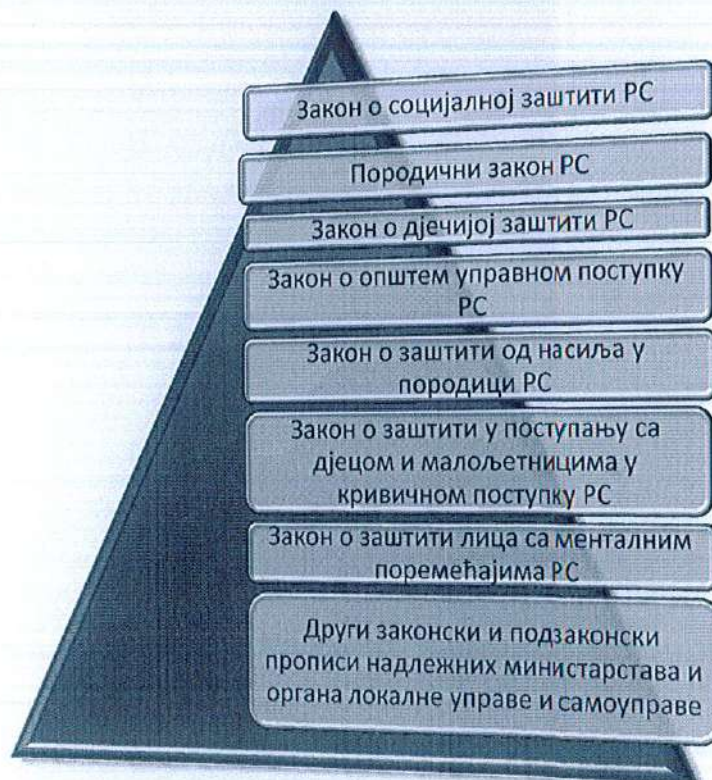 Закон о социјалној заштити РС
Породични закон РС
Закон о дјечијој заштити РС
Закон о општем управном поступку
РС
Закон о заштити од насиља у
породици РС
Закон о заштити у поступању са
дјецом и малољетницима у
кривичном поступку РС
Закон о заштити лица са менталним
поремећајима РС
Други законски и подзаконски
прописи надлежних министарстава и
органа локалне управе и самоуправе